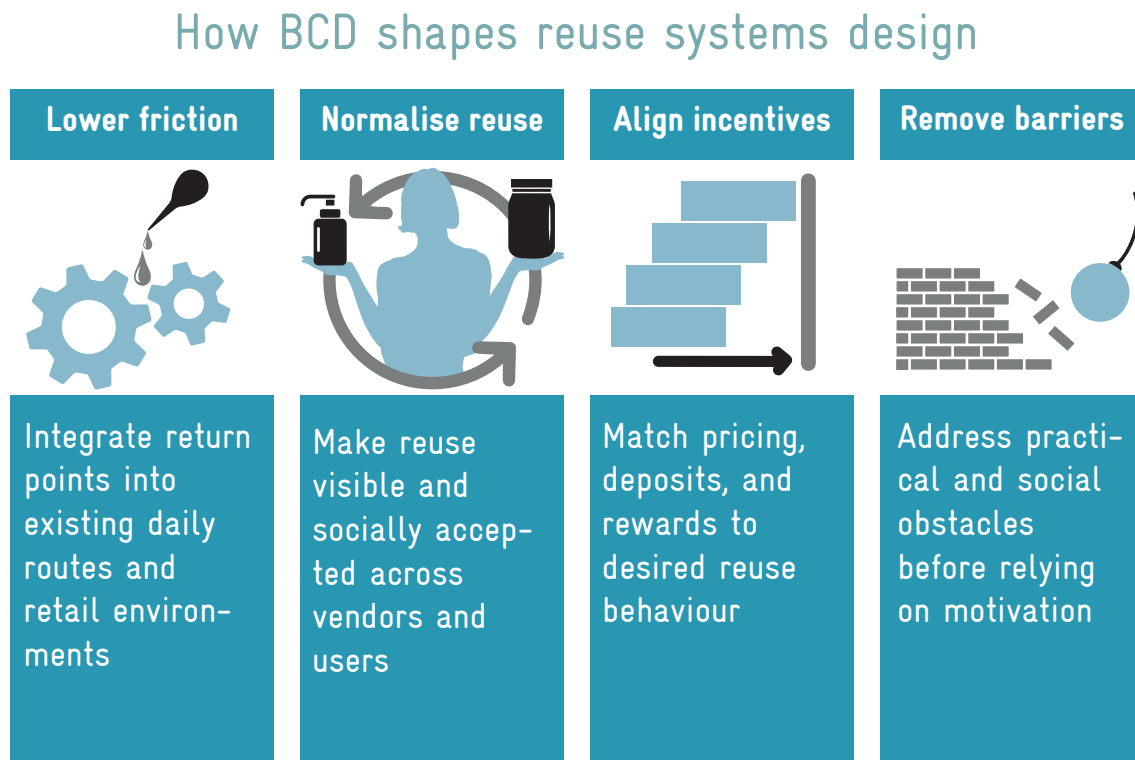 How BCD shapes reuse systems design
Lower friction
Normalise reuse
Align incentives
Remove barriers
Integrate return
points into
existing daily
routes and
retail environ-
ments
Make reuse
visible and
socially accep-
ted across
vendors and
users
Match pricing,
deposits, and
rewards to
desired reuse
behaviour
Address practi-
cal and social
obstacles
before relying
on motivation